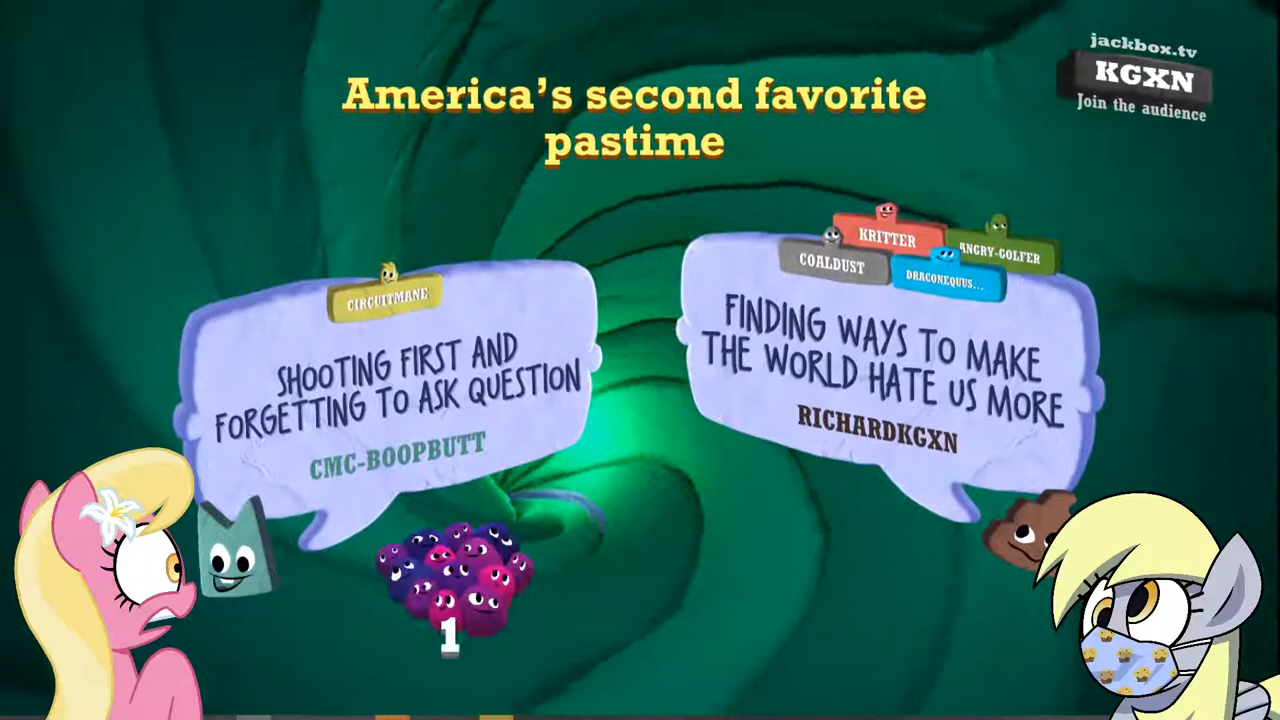 jackbox.tv
KGXN
Join the audience
America's second favorite
pastime
CIRCUITMANE
SHOOTING FIRST AND
FORGETTING TO ASK QUESTION
CMC-BOOPBUTT
KRITTER
ANGRY-GOLFER
COALDUST
DRACONEQUUS...
FINDING WAYS TO MAKE
THE WORLD HATE US MORE
RICHARDKGXN
1